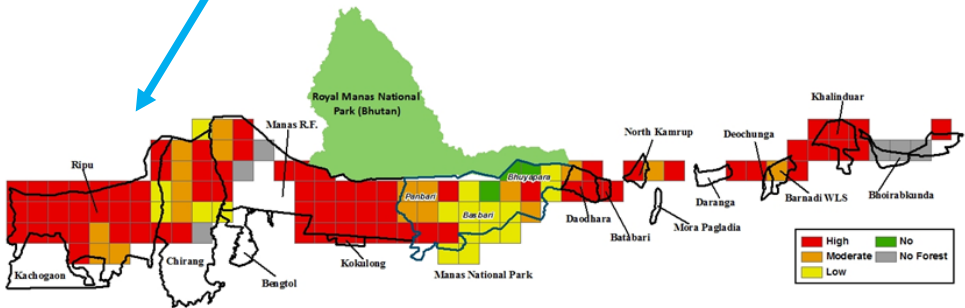 Royal Manas National
Park (Bhutan)
Khalinduar
Manas R.F.
North Kamrup
Deochunga
Ripu
Bhuyapara
Panbari
Basbari
Bhoirabkunda
Barnadi WLS
Daranga
Daodhara
Mora Pagladia
Batabari
Chirang
Kokulong
Manas National Park
Kachogaon
Bengtol
High
No
Moderate
No Forest
Low